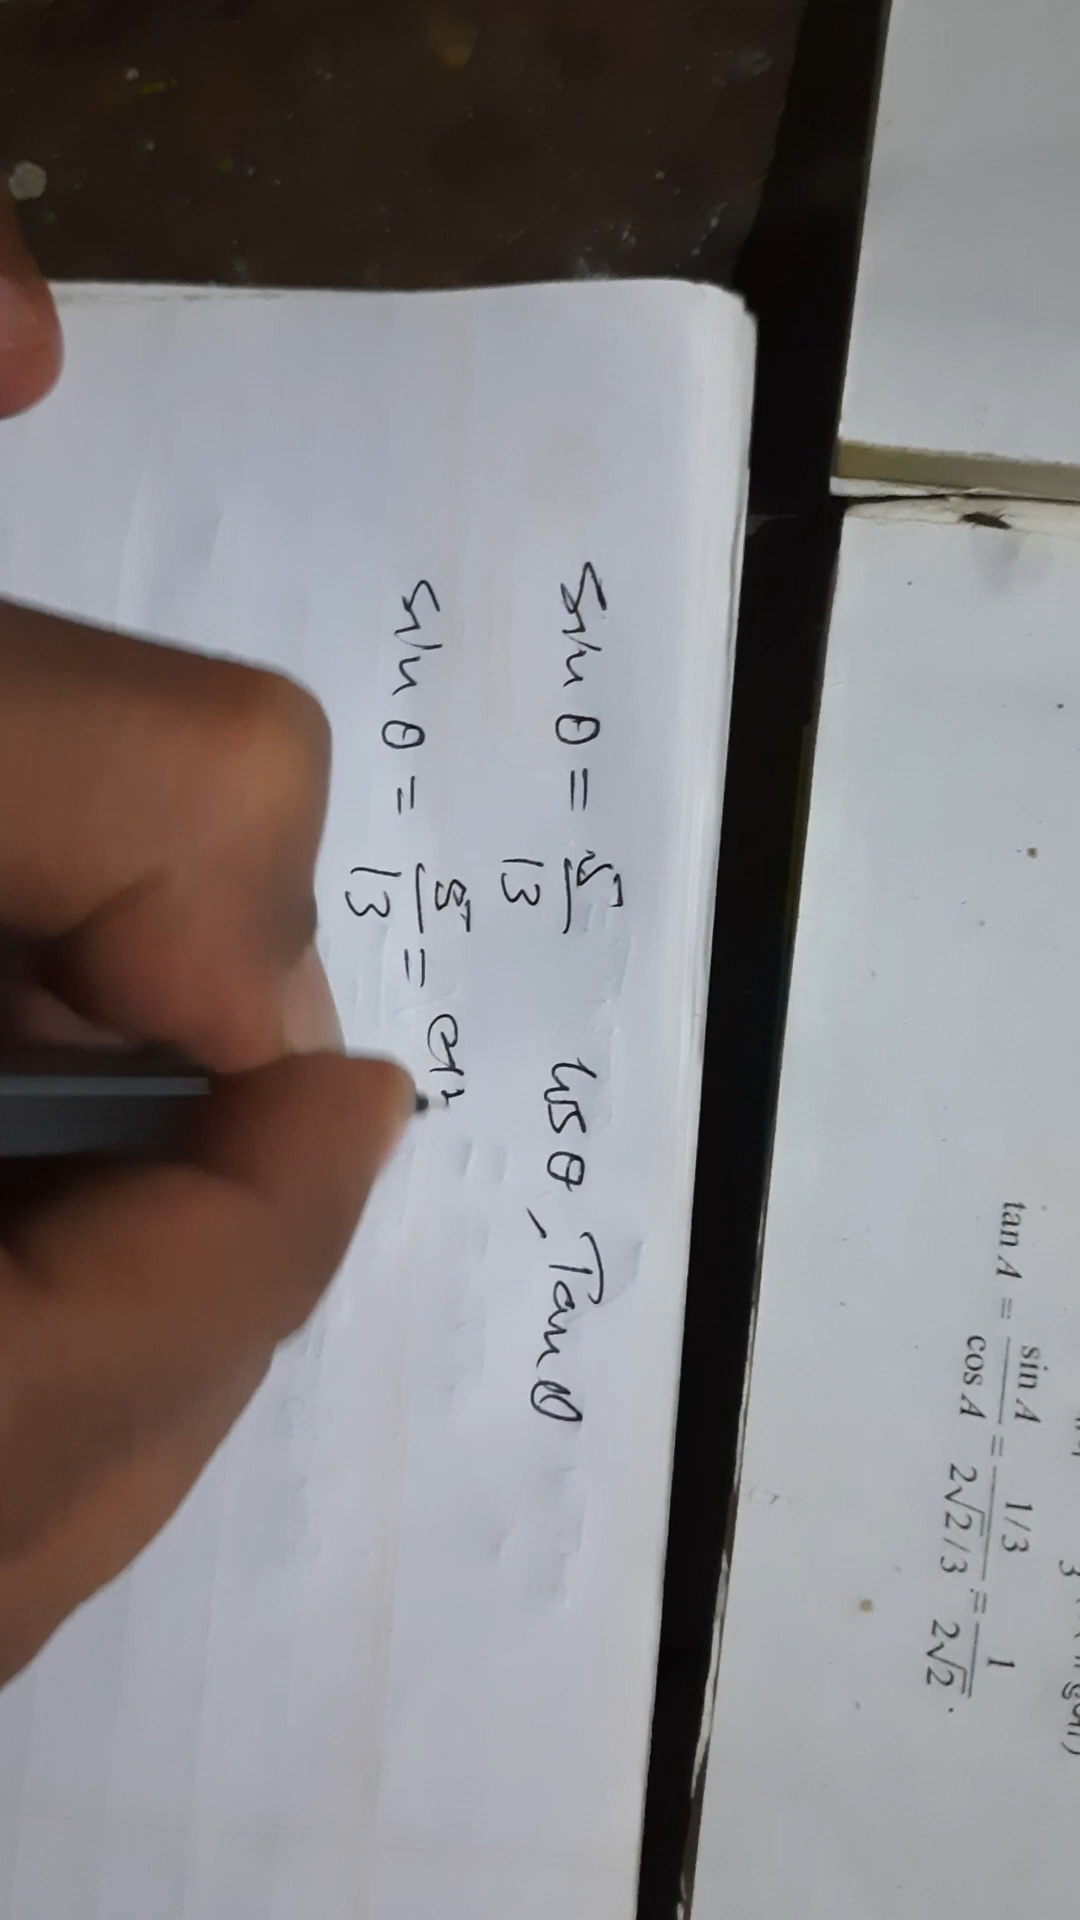 tan A = sin A / cos A = 1/3 / 2√2/3 = 1 / 2√2 .
Sin θ = 5/13 cos θ, Tan θ
Sin θ = 5/13 =